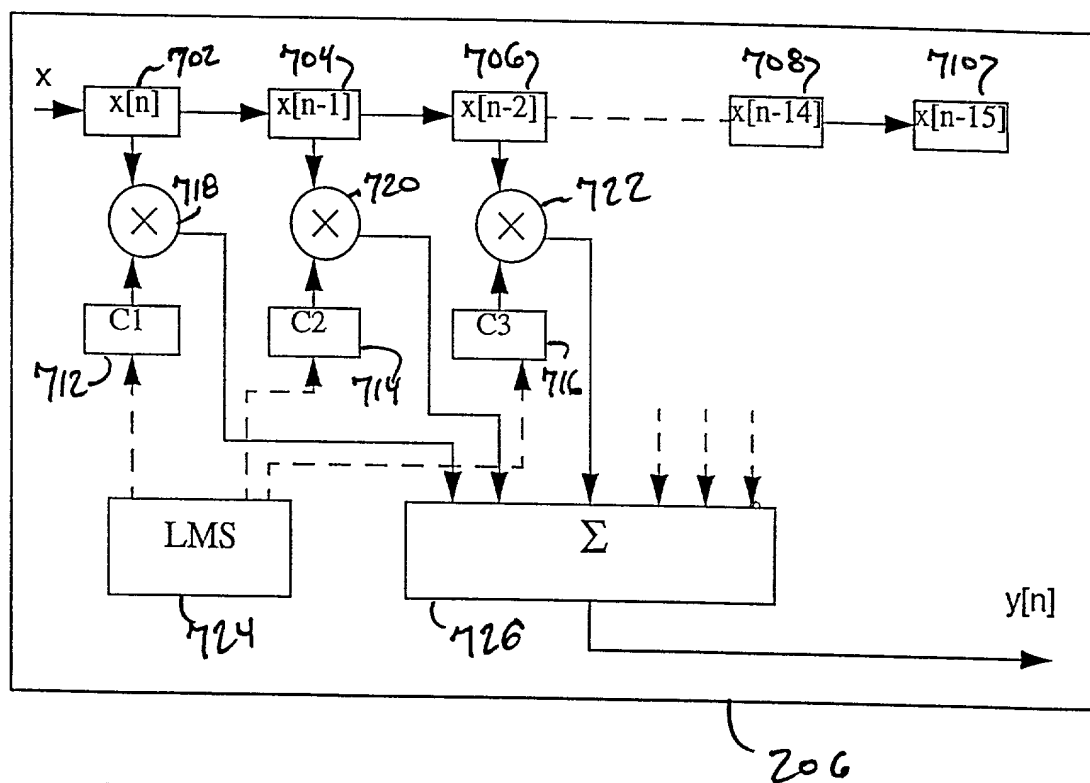 702
704
706
708
710
x
x[n]
x[n-1]
x[n-2]
x[n-14]
x[n-15]
718
720
722
×
×
×
C1
C2
C3
712
714
716
LMS
Σ
724
726
y[n]
206